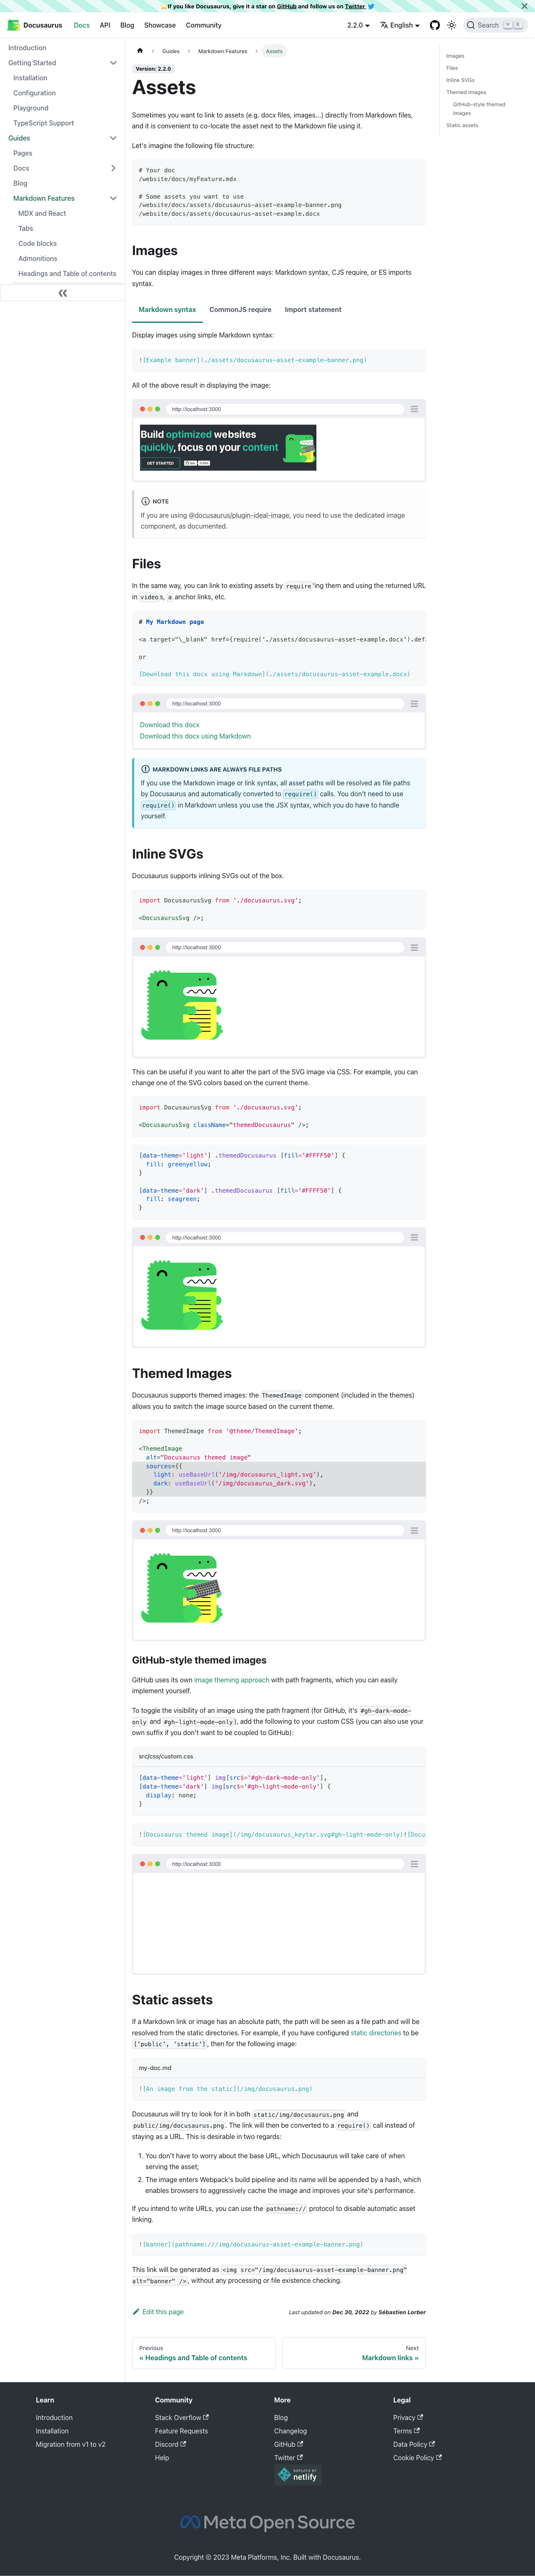 ⭐️ If you like Docusaurus, give it a star on GitHub and follow us on Twitter 🐦
Docusaurus
Docs
API
Blog
Showcase
Community
2.2.0
English
Search
Introduction
Getting Started
Installation
Configuration
Playground
TypeScript Support
Guides
Pages
Docs
Blog
Markdown Features
MDX and React
Tabs
Code blocks
Admonitions
Headings and Table of contents
Guides
Markdown Features
Assets
Version: 2.2.0
Assets
Sometimes you want to link to assets (e.g. docx files, images...) directly from Markdown files,
and it is convenient to co-locate the asset next to the Markdown file using it.
Let's imagine the following file structure:
# Your doc
/website/docs/myFeature.mdx
# Some assets you want to use
/website/docs/assets/docusaurus-asset-example-banner.png
/website/docs/assets/docusaurus-asset-example.docx
Images
You can display images in three different ways: Markdown syntax, CJS require, or ES imports
syntax.
Markdown syntax
CommonJS require
Import statement
Display images using simple Markdown syntax:
![Example banner](./assets/docusaurus-asset-example-banner.png)
All of the above result in displaying the image:
http://localhost:3000
Build optimized websites
quickly, focus on your content
GET STARTED
NOTE
If you are using @docusaurus/plugin-ideal-image, you need to use the dedicated image
component, as documented.
Files
In the same way, you can link to existing assets by require'ing them and using the returned URL
in videos, a anchor links, etc.
# My Markdown page
<a target="\_blank" href={require('./assets/docusaurus-asset-example.docx').defa
or
[Download this docx using Markdown](./assets/docusaurus-asset-example.docx)
http://localhost:3000
Download this docx
Download this docx using Markdown
MARKDOWN LINKS ARE ALWAYS FILE PATHS
If you use the Markdown image or link syntax, all asset paths will be resolved as file paths
by Docusaurus and automatically converted to require() calls. You don't need to use
require() in Markdown unless you use the JSX syntax, which you do have to handle
yourself.
Inline SVGs
Docusaurus supports inlining SVGs out of the box.
import DocusaurusSvg from './docusaurus.svg';
<DocusaurusSvg />;
http://localhost:3000
This can be useful if you want to alter the part of the SVG image via CSS. For example, you can
change one of the SVG colors based on the current theme.
import DocusaurusSvg from './docusaurus.svg';
<DocusaurusSvg className="themedDocusaurus" />;
[data-theme='light'] .themedDocusaurus [fill='#FFFF50'] {
fill: greenyellow;
}
[data-theme='dark'] .themedDocusaurus [fill='#FFFF50'] {
fill: seagreen;
}
http://localhost:3000
Themed Images
Docusaurus supports themed images: the ThemedImage component (included in the themes)
allows you to switch the image source based on the current theme.
import ThemedImage from '@theme/ThemedImage';
<ThemedImage
alt="Docusaurus themed image"
sources={{
light: useBaseUrl('/img/docusaurus_light.svg'),
dark: useBaseUrl('/img/docusaurus_dark.svg'),
}}
/>;
http://localhost:3000
GitHub-style themed images
GitHub uses its own image theming approach with path fragments, which you can easily
implement yourself.
To toggle the visibility of an image using the path fragment (for GitHub, it's #gh-dark-mode-
only and #gh-light-mode-only), add the following to your custom CSS (you can also use your
own suffix if you don't want to be coupled to GitHub):
src/css/custom.css
[data-theme='light'] img[src$='#gh-dark-mode-only'],
[data-theme='dark'] img[src$='#gh-light-mode-only'] {
display: none;
}
![Docusaurus themed image](/img/docusaurus_keytar.svg#gh-light-mode-only)![Docus
http://localhost:3000
Static assets
If a Markdown link or image has an absolute path, the path will be seen as a file path and will be
resolved from the static directories. For example, if you have configured static directories to be
['public', 'static'], then for the following image:
my-doc.md
![An image from the static](/img/docusaurus.png)
Docusaurus will try to look for it in both static/img/docusaurus.png and
public/img/docusaurus.png. The link will then be converted to a require() call instead of
staying as a URL. This is desirable in two regards:
1. You don't have to worry about the base URL, which Docusaurus will take care of when
serving the asset;
2. The image enters Webpack's build pipeline and its name will be appended by a hash, which
enables browsers to aggressively cache the image and improves your site's performance.
If you intend to write URLs, you can use the pathname:// protocol to disable automatic asset
linking.
![banner](pathname:///img/docusaurus-asset-example-banner.png)
This link will be generated as <img src="/img/docusaurus-asset-example-banner.png"
alt="banner" />, without any processing or file existence checking.
Edit this page
Last updated on Dec 30, 2022 by Sébastien Lorber
Previous
« Headings and Table of contents
Next
Markdown links »
Images
Files
Inline SVGs
Themed Images
GitHub-style themed
images
Static assets
Learn
Introduction
Installation
Migration from v1 to v2
Community
Stack Overflow
Feature Requests
Discord
Help
More
Blog
Changelog
GitHub
Twitter
DEPLOYS BY
netlify
Legal
Privacy
Terms
Data Policy
Cookie Policy
Meta Open Source
Copyright © 2023 Meta Platforms, Inc. Built with Docusaurus.